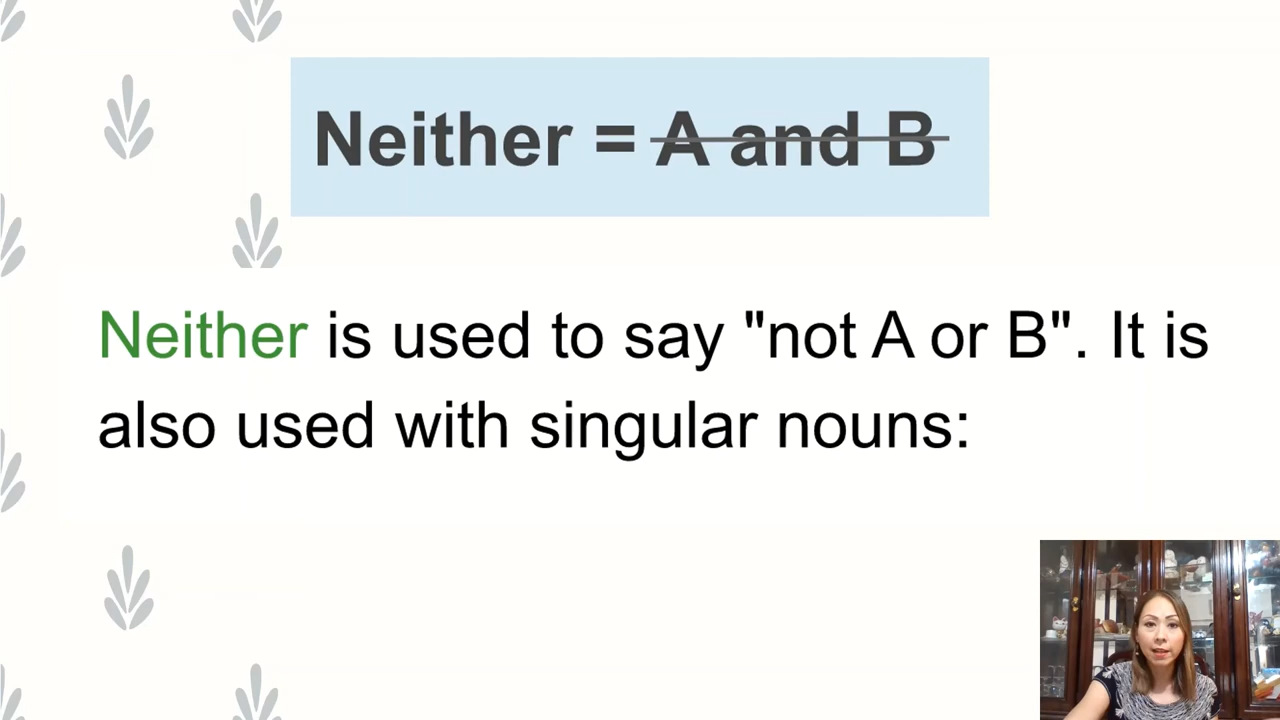 Neither = A and B
Neither is used to say "not A or B". It is
also used with singular nouns: